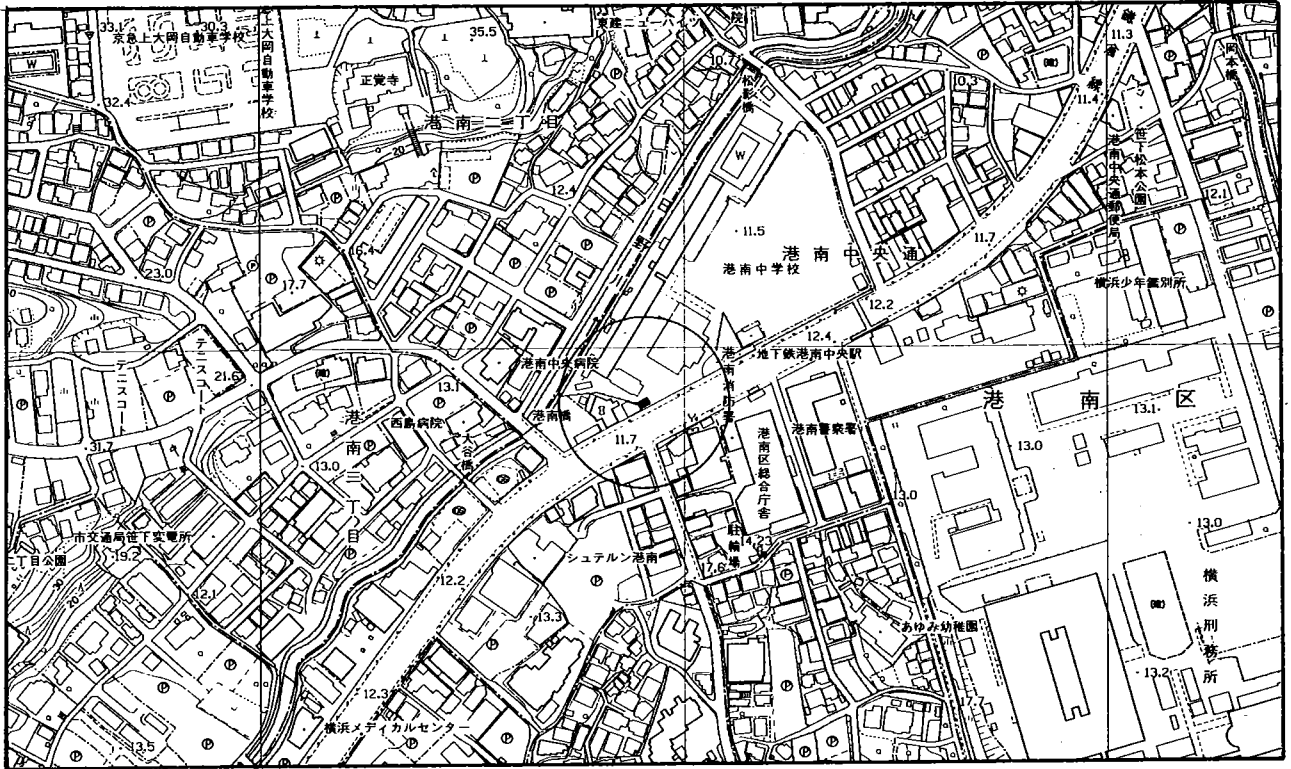 33.1
30.3
京急上大岡自動車学校
上大岡自動車学校
W
32.4
正覚寺
35.5
東産ニューハイツ
院
10.7
松影橋
港南二丁目
20
12.4
10.3
11.3
11.4
岡本橋
笹下松本公園
港南中央通郵便局
12.1
W
11.5
港南中央通
港南中学校
11.7
12.2
12.4
横浜少年鑑別所
16.4
17.7
23.0
テニスコート
テニスコート
21.6
31.7
港南中央病院
13.1
港南橋
西島病院
大谷橋
港南三丁目
13.0
11.7
地下鉄港南中央駅
港南消防署
港南警察署
港南区総合庁舎
駐輪場
14.23
17.6
港南区
13.1
13.0
13.0
13.0
横浜刑務所
13.2
市交通局笹下変電所
19.2
二丁目公園
20
12.1
12.2
シュテルン港南
13.3
あゆみ幼稚園
12.3
横浜メディカルセンター
13.5
17.7